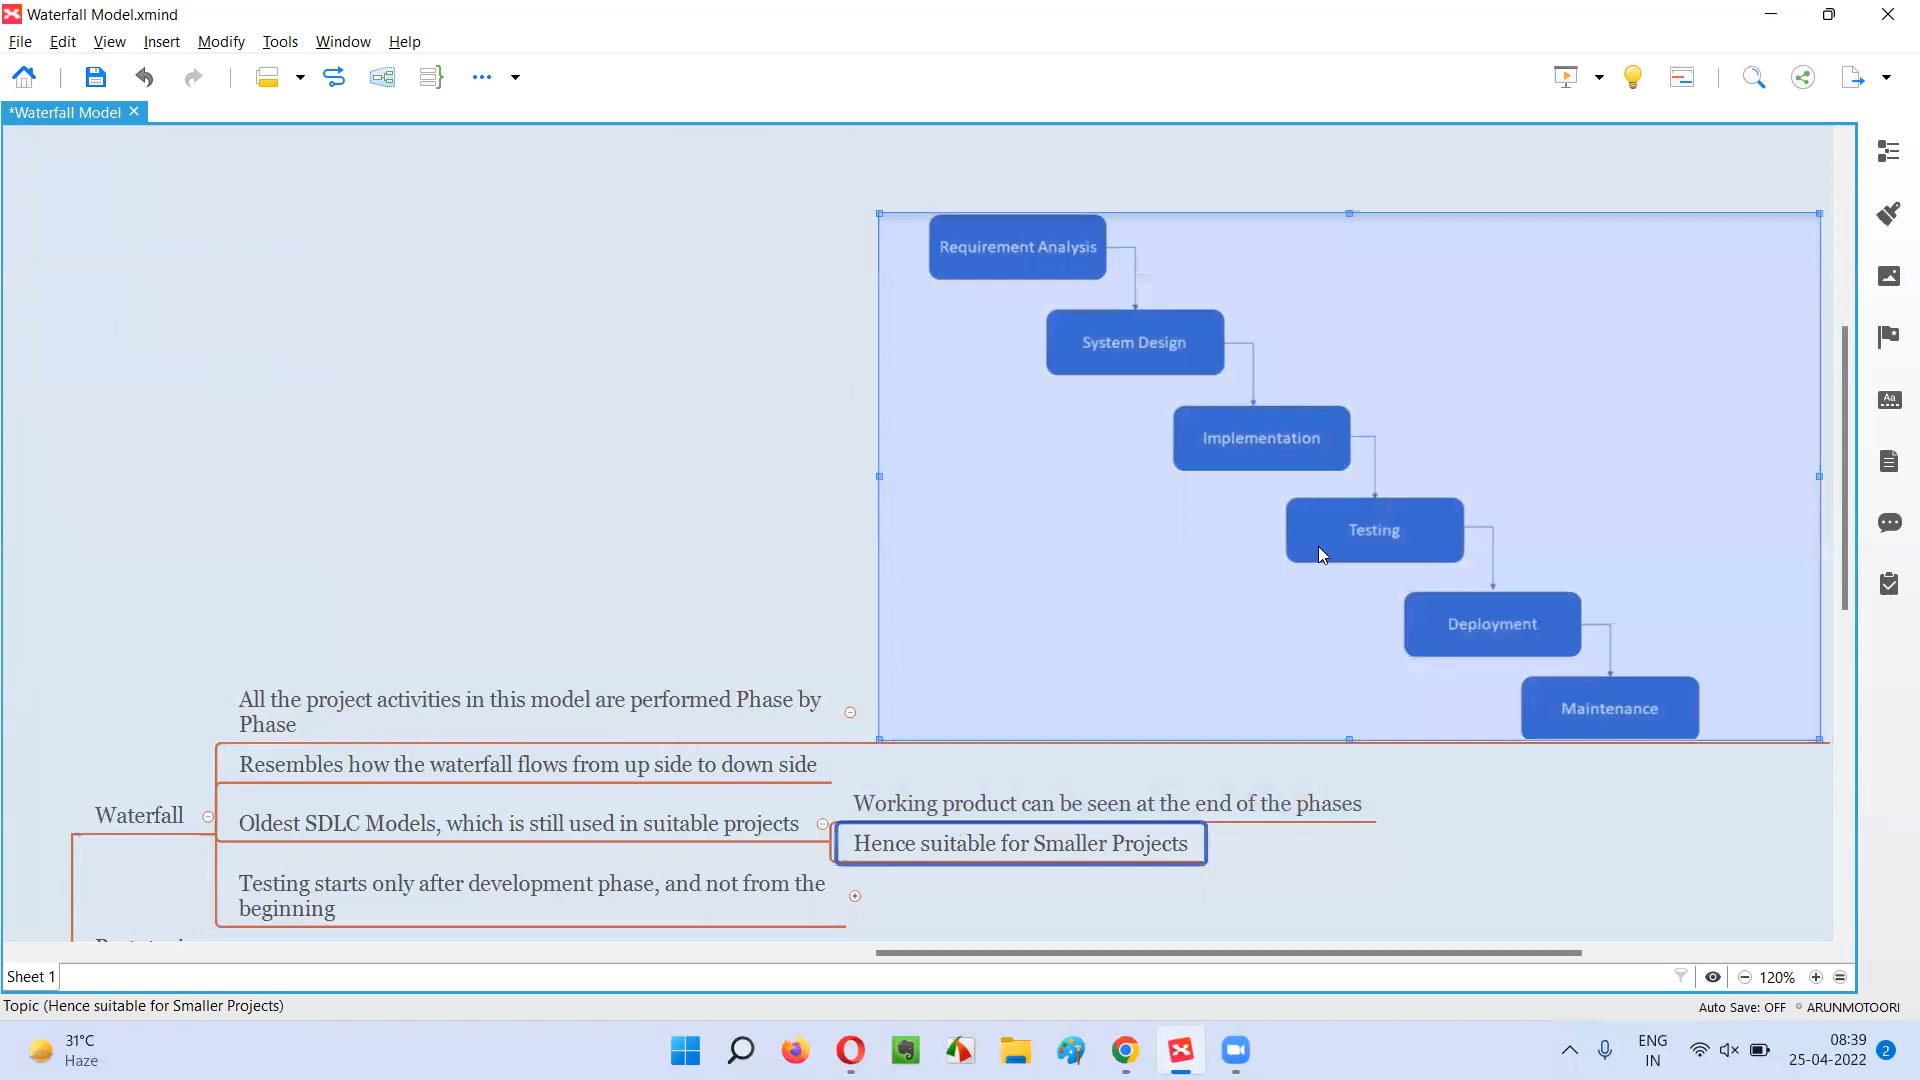 Waterfall Model.xmind
File Edit View Insert Modify Tools Window Help
*Waterfall Model
Requirement Analysis
System Design
Implementation
Testing
Deployment
Maintenance
All the project activities in this model are performed Phase by
Phase
Resembles how the waterfall flows from up side to down side
Waterfall
Oldest SDLC Models, which is still used in suitable projects
Working product can be seen at the end of the phases
Hence suitable for Smaller Projects
Testing starts only after development phase, and not from the
beginning
Sheet 1
120%
Topic (Hence suitable for Smaller Projects)
Auto Save: OFF ARUNMOTOORI
31°C
Haze
ENG
IN
08:39
25-04-2022
2